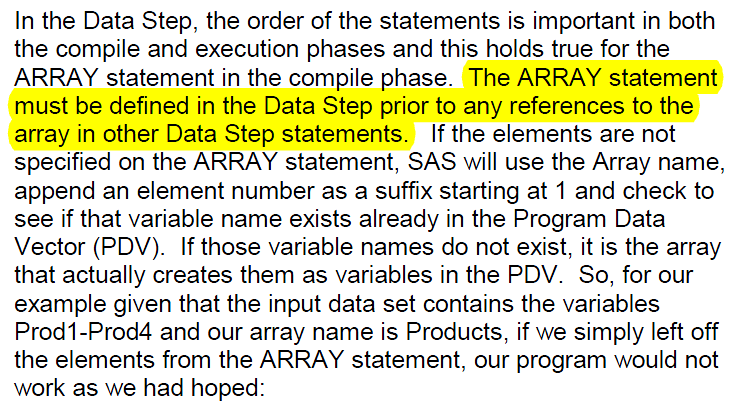 In the Data Step, the order of the statements is important in both
the compile and execution phases and this holds true for the
ARRAY statement in the compile phase.  The ARRAY statement
must be defined in the Data Step prior to any references to the
array in other Data Step statements.  If the elements are not
specified on the ARRAY statement, SAS will use the Array name,
append an element number as a suffix starting at 1 and check to
see if that variable name exists already in the Program Data
Vector (PDV).  If those variable names do not exist, it is the array
that actually creates them as variables in the PDV.  So, for our
example given that the input data set contains the variables
Prod1-Prod4 and our array name is Products, if we simply left off
the elements from the ARRAY statement, our program would not
work as we had hoped: